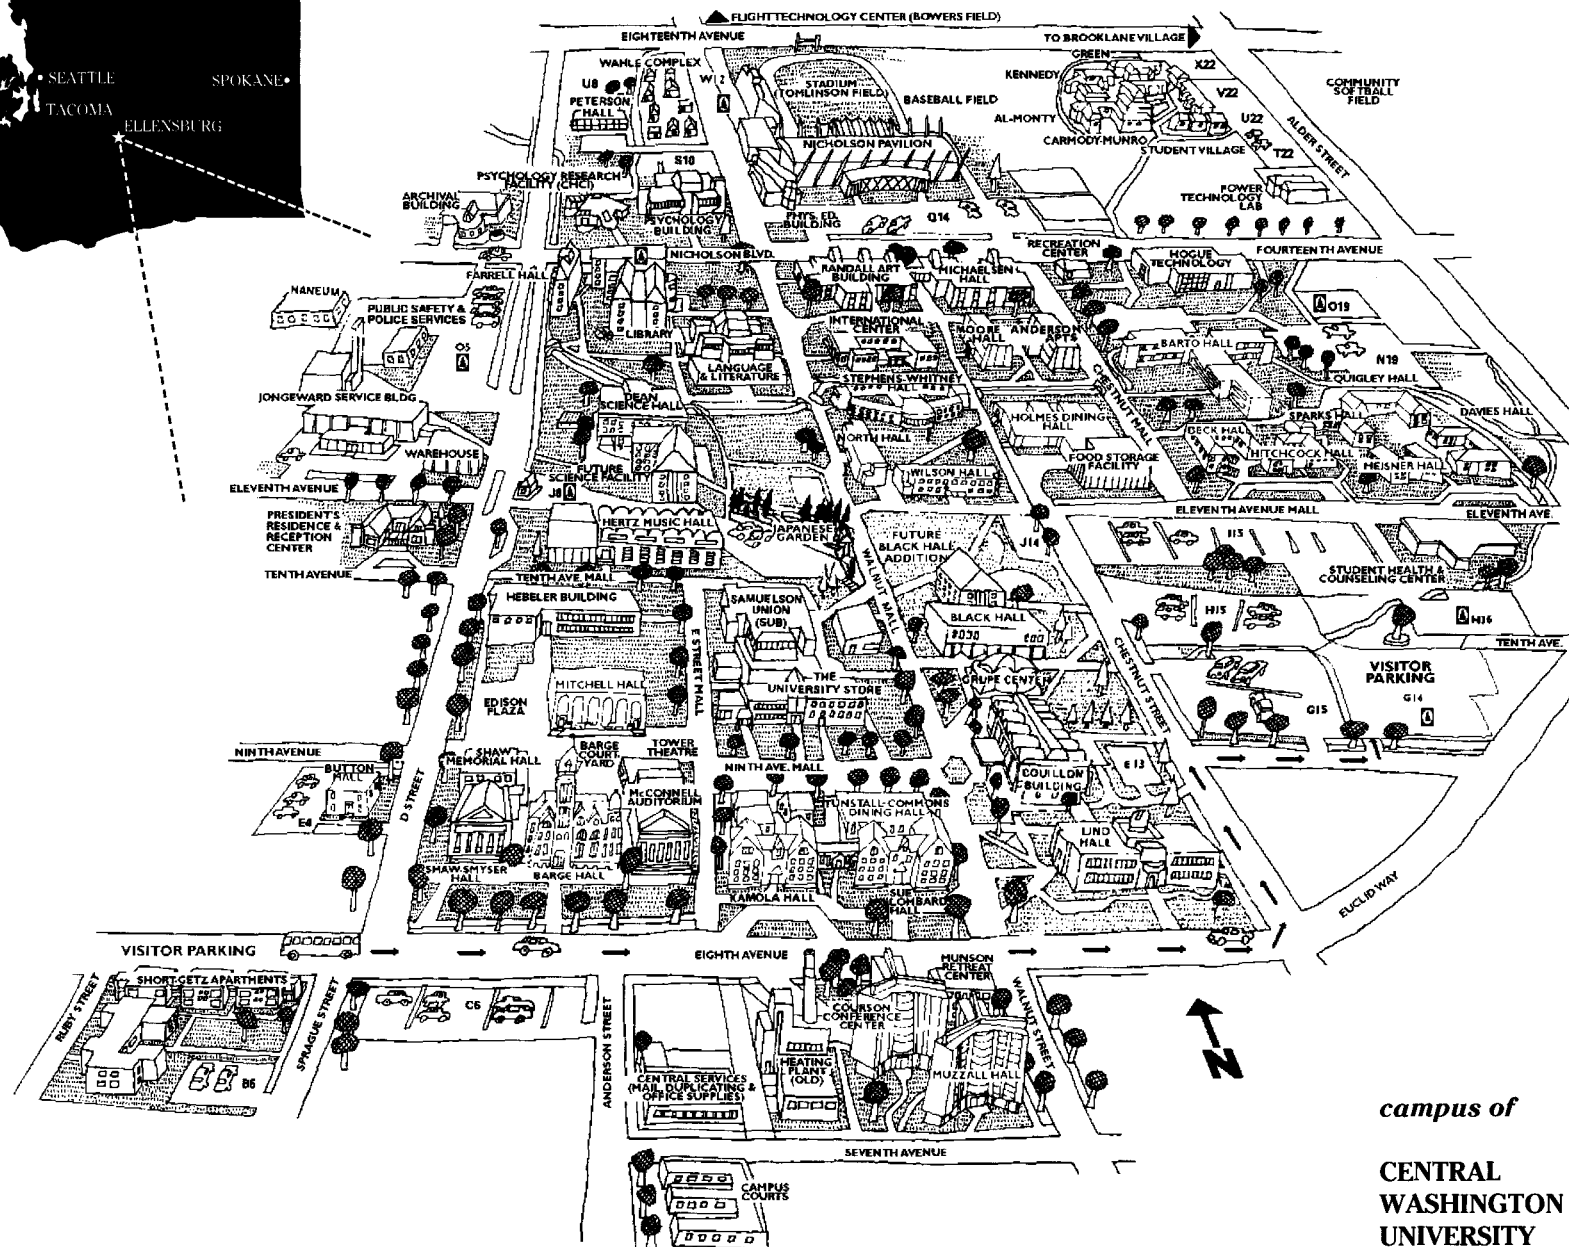 FLIGHT TECHNOLOGY CENTER (BOWERS FIELD)
EIGHTEENTH AVENUE
TO BROOKLANE VILLAGE
SEATTLE
SPOKANE
TACOMA
ELLENSBURG
WAHLE COMPLEX
U8
W12
PETERSON
HALL
STADIUM
(TOMLINSON FIELD)
BASEBALL FIELD
GREEN
KENNEDY
X22
V22
U22
T22
AL-MONTY
CARMODY-MUNRO
STUDENT VILLAGE
COMMUNITY
SOFTBALL
FIELD
ALDER STREET
NICHOLSON PAVILION
S10
PSYCHOLOGY RESEARCH
FACILITY (CHCI)
ARCHIVAL
BUILDING
PSYCHOLOGY
BUILDING
PHYS. ED.
BUILDING
Q14
POWER
TECHNOLOGY
LAB
NICHOLSON BLVD.
RECREATION
CENTER
FOURTEENTH AVENUE
FARRELL HALL
RANDALL ART
BUILDING
MICHAELSEN
HALL
HOGUE
TECHNOLOGY
NANEUM
PUBLIC SAFETY &
POLICE SERVICES
LIBRARY
INTERNATIONAL
CENTER
MOORE
HALL
ANDERSON
APTS
BARTO HALL
O19
N19
O5
LANGUAGE
& LITERATURE
STEPHENS-WHITNEY
HALL
QUIGLEY HALL
JONGEWARD SERVICE BLDG.
DEAN
SCIENCE HALL
CHESTNUT MALL
HOLMES DINING
HALL
SPARKS HALL
DAVIES HALL
NORTH HALL
BECK HALL
HITCHCOCK HALL
MEISNER HALL
WAREHOUSE
FUTURE
SCIENCE FACILITY
WILSON HALL
FOOD STORAGE
FACILITY
ELEVENTH AVENUE
J8
ELEVENTH AVENUE MALL
ELEVENTH AVE.
PRESIDENT'S
RESIDENCE &
RECEPTION
CENTER
HERTZ MUSIC HALL
JAPANESE
GARDEN
FUTURE
BLACK HALL
ADDITION
J14
I15
TENTH AVENUE
TENTH AVE. MALL
WALNUT MALL
STUDENT HEALTH &
COUNSELING CENTER
HEBELER BUILDING
SAMUELSON
UNION
(SUB)
BLACK HALL
H15
H16
TENTH AVE.
E STREET MALL
CHESTNUT STREET
MITCHELL HALL
EDISON
PLAZA
THE
UNIVERSITY STORE
GRUPE CENTER
VISITOR
PARKING
G14
G15
NINTH AVENUE
SHAW
MEMORIAL HALL
BARGE
COURT
YARD
TOWER
THEATRE
NINTH AVE. MALL
E13
BUTTON
HALL
E4
D STREET
McCONNELL
AUDITORIUM
TUNSTALL-COMMONS
DINING HALL
BOUILLON
BUILDING
LIND
HALL
SHAW-SMYSER
HALL
BARGE HALL
KAMOLA HALL
SUE
LOMBARD
HALL
EUCLID WAY
VISITOR PARKING
EIGHTH AVENUE
MUNSON
RETREAT
CENTER
RUBY STREET
SHORT-GETZ APARTMENTS
SPRAGUE STREET
C6
ANDERSON STREET
COURSON
CONFERENCE
CENTER
WALNUT STREET
B6
CENTRAL SERVICES
(MAIL, DUPLICATING &
OFFICE SUPPLIES)
HEATING
PLANT
(OLD)
MUZZALL HALL
N
SEVENTH AVENUE
CAMPUS
COURTS
campus of
CENTRAL
WASHINGTON
UNIVERSITY